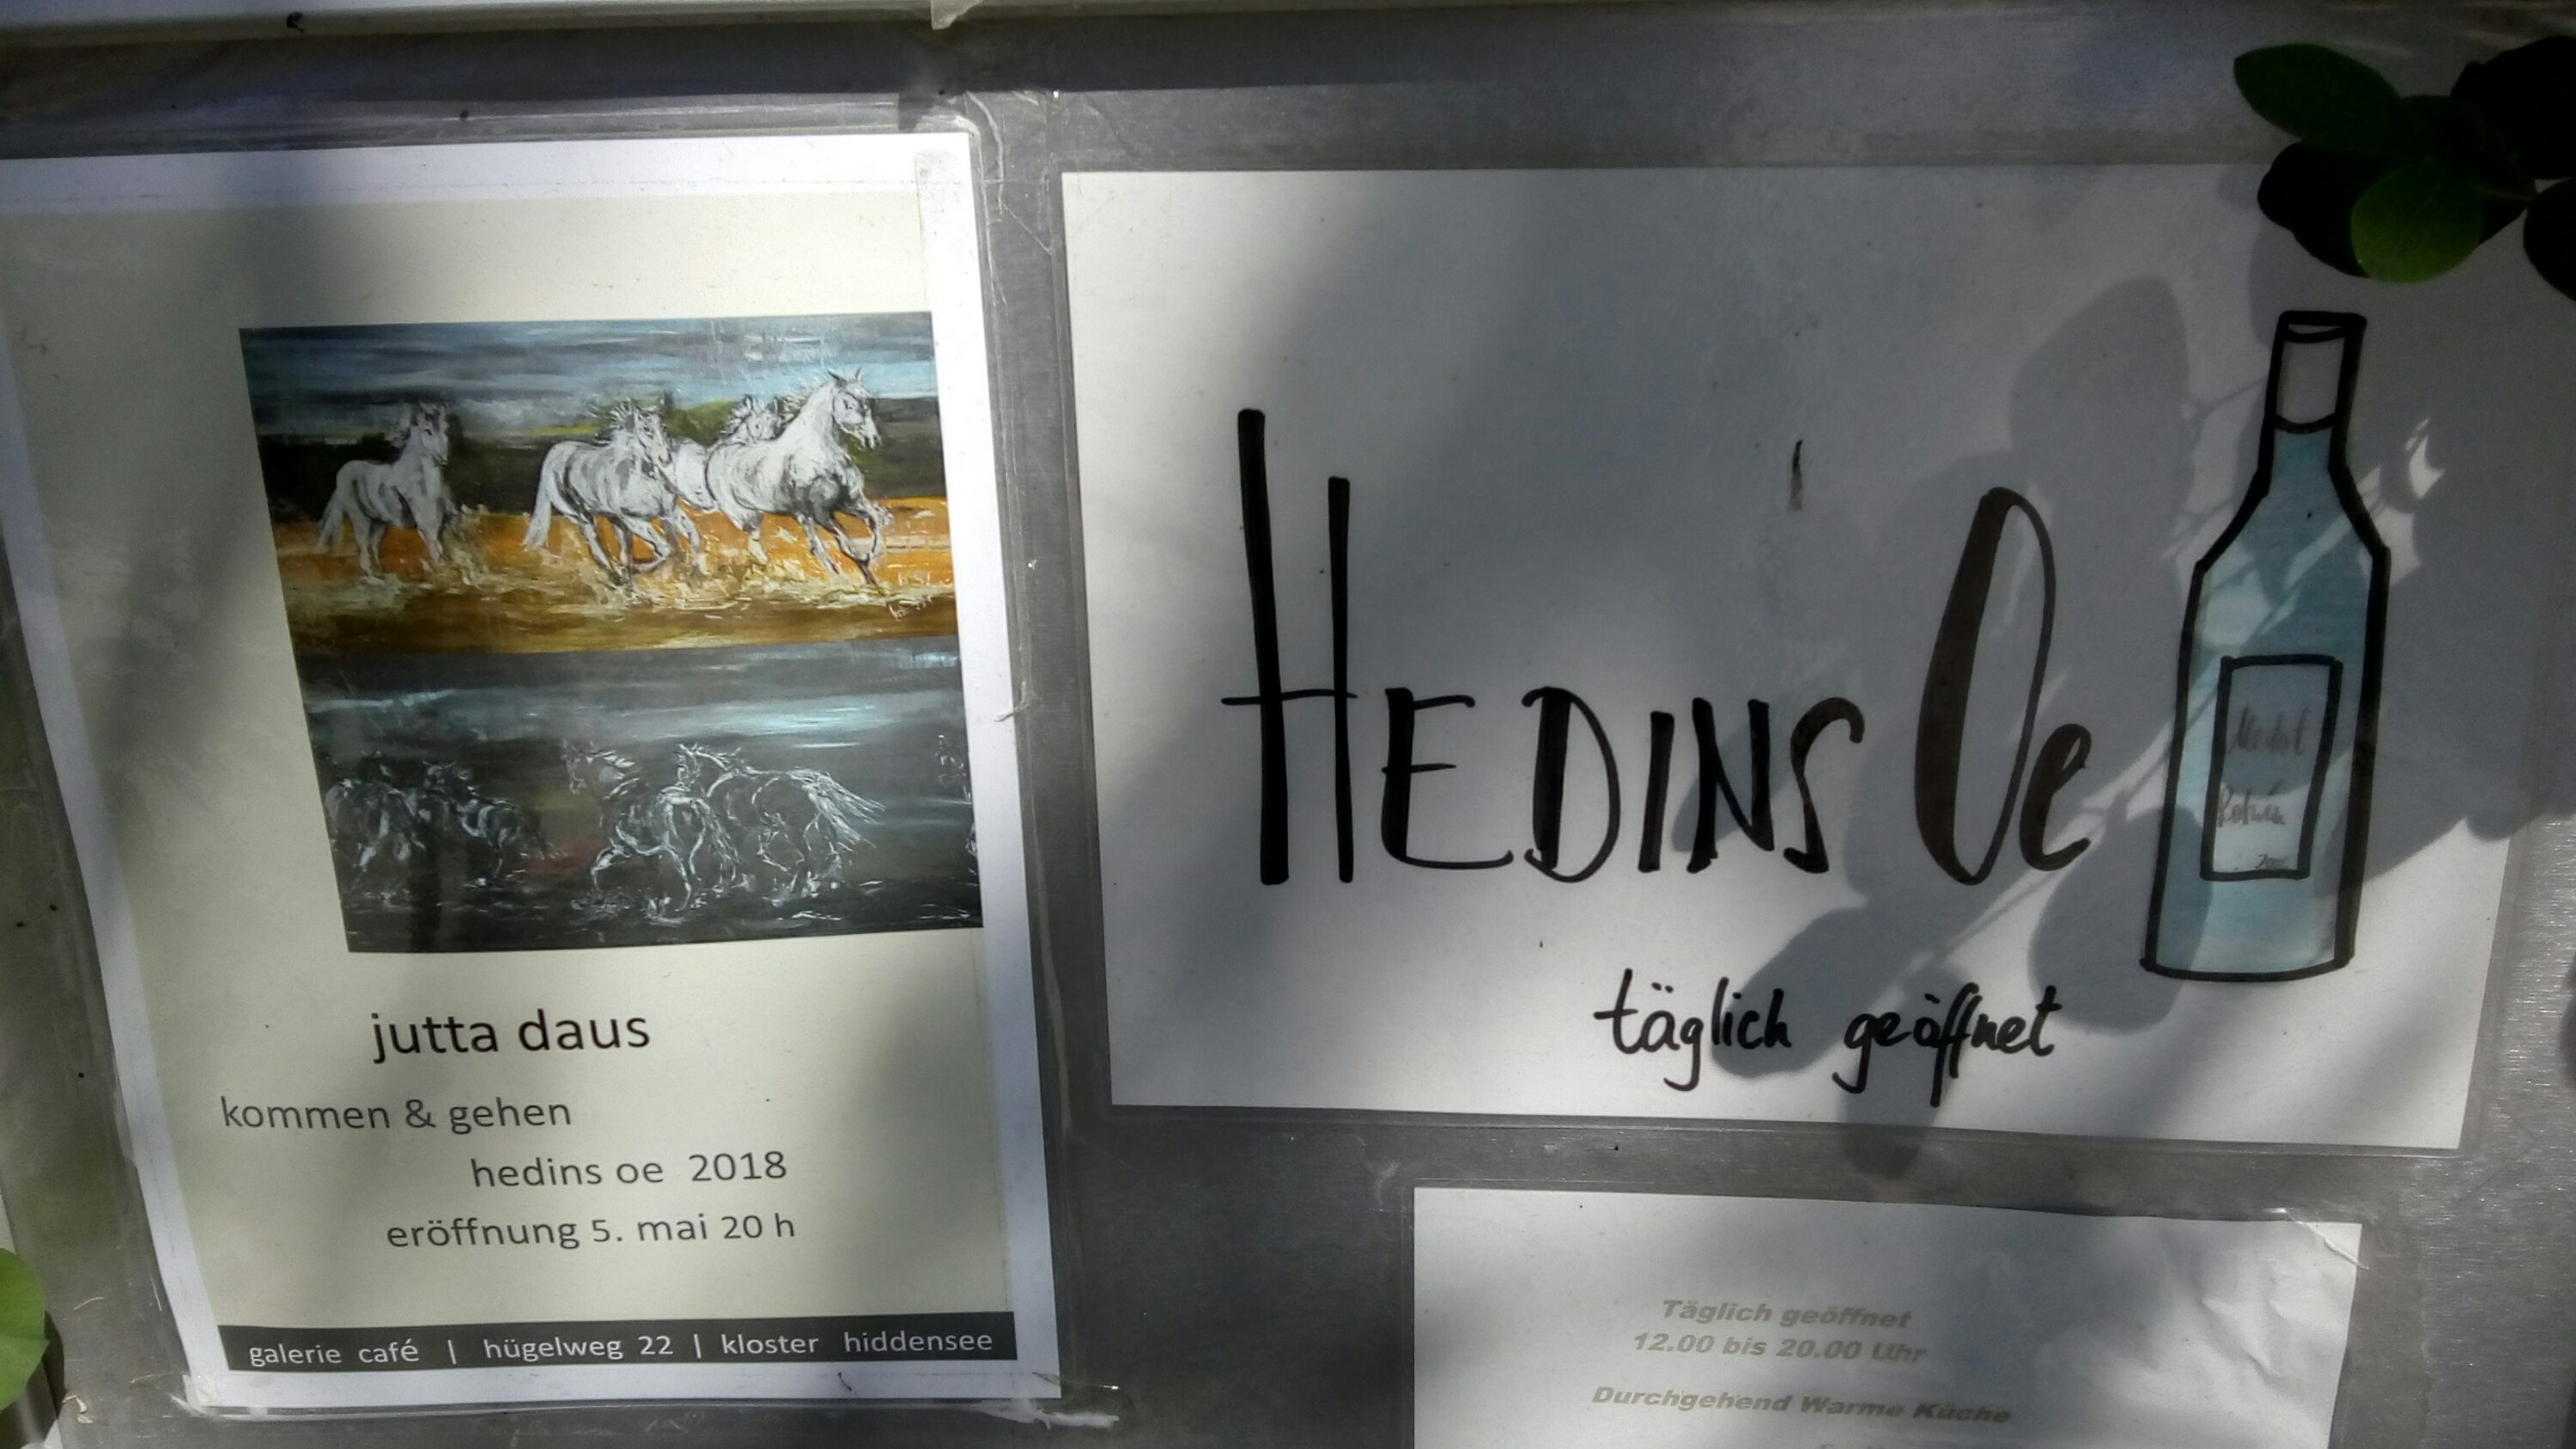 jutta daus
kommen & gehen
hedins oe 2018
eröffnung 5. mai 20 h
galerie café | hügelweg 22 | kloster hiddensee
HEDINS Oe
täglich geöffnet
Täglich geöffnet
12.00 bis 20.00 Uhr
Durchgehend Warme Küche